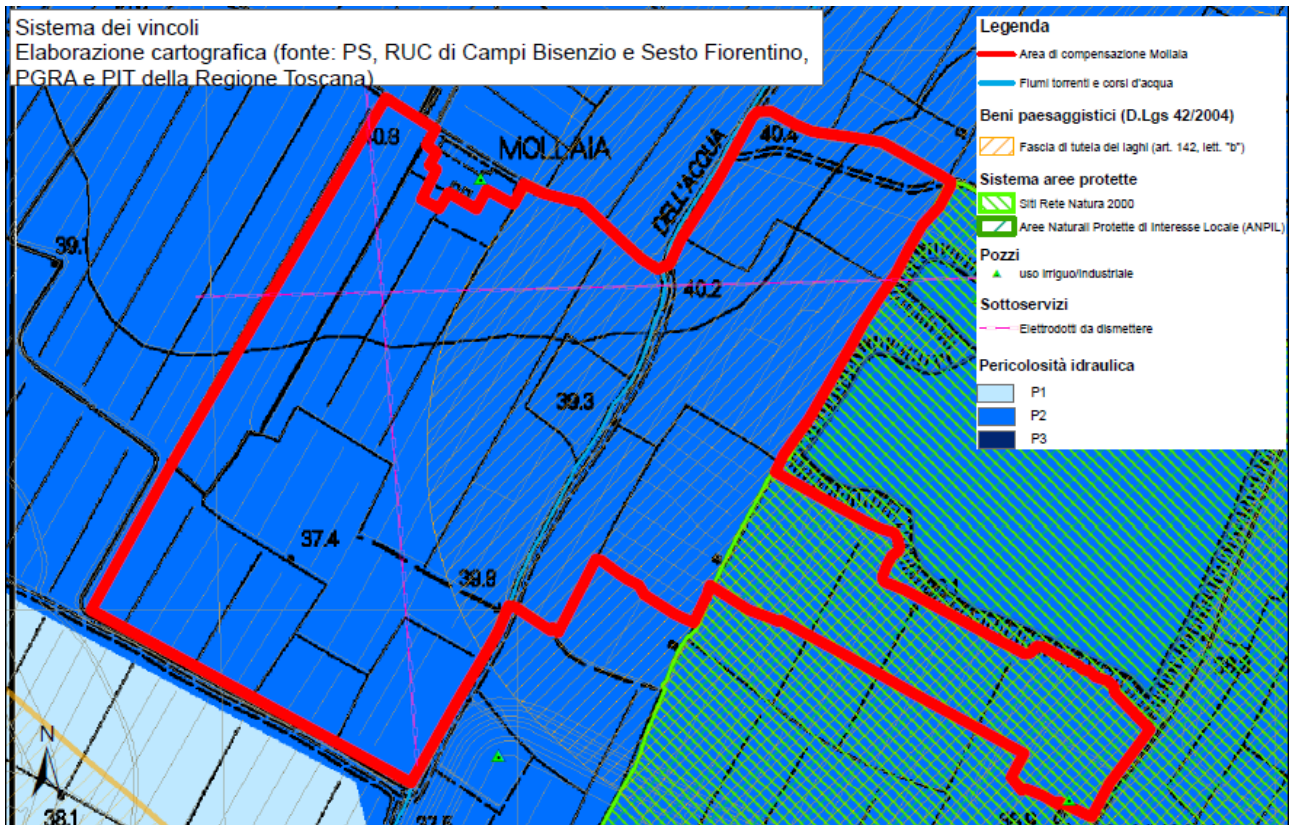 Sistema dei vincoli
Elaborazione cartografica (fonte: PS, RUC di Campi Bisenzio e Sesto Fiorentino,
PGRA e PIT della Regione Toscana)
Legenda
Area di compensazione Mollaia
Fiumi torrenti e corsi d'acqua
Beni paesaggistici (D.Lgs 42/2004)
Fascia di tutela dei laghi (art. 142, lett. "b")
Sistema aree protette
Siti Rete Natura 2000
Aree Naturali Protette di Interesse Locale (ANPIL)
Pozzi
uso irriguo/industriale
Sottoservizi
Elettrodotti da dismettere
Pericolosità idraulica
P1
P2
P3
MOLLAIA
DELL'ACQUA
40.4
39.1
40.2
39.3
37.4
39.9
N
38.1